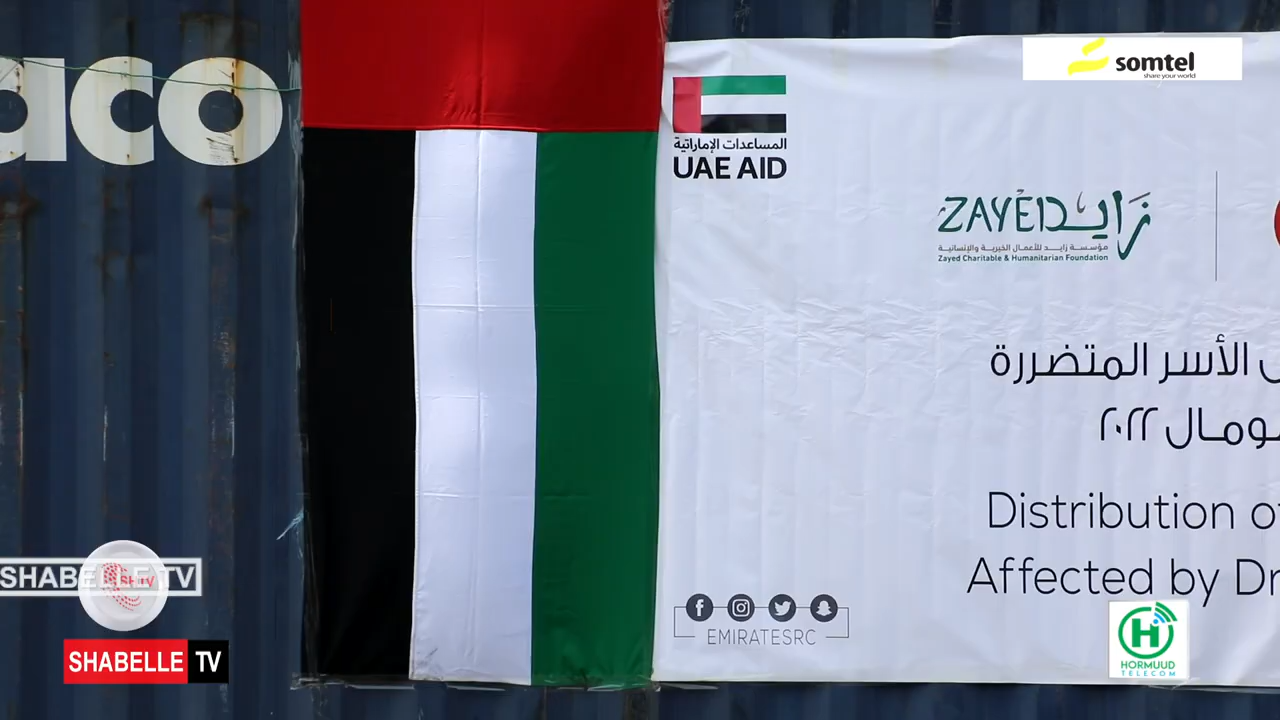 aco
somtel
share your world
المساعدات الإماراتية
UAE AID
ZAYED زايد
مؤسسة زايد للأعمال الخيرية والإنسانية
Zayed Charitable & Humanitarian Foundation
الأسر المتضررة
٢٠٢٢
Distribution
Affected by
EMIRATESRC
SHABELLE TV
SHTV
SHABELLE TV
HORMUUD
TELECOM